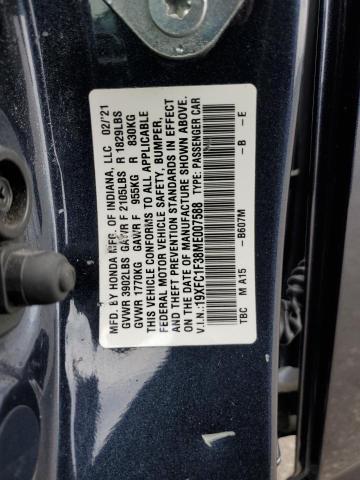 MFD. BY HONDA MFG. OF INDIANA, LLC 02/'21
GVWR 3902LBS GAWR F 2105LBS R 1829LBS
GVWR 1770KG GAWR F 955KG R 830KG
THIS VEHICLE CONFORMS TO ALL APPLICABLE
FEDERAL MOTOR VEHICLE SAFETY, BUMPER,
AND THEFT PREVENTION STANDARDS IN EFFECT
ON THE DATE OF MANUFACTURE SHOWN ABOVE.
V.I.N.:19XFC1F38ME007588 TYPE: PASSENGER CAR
TBC M A15 -B607M -B -E